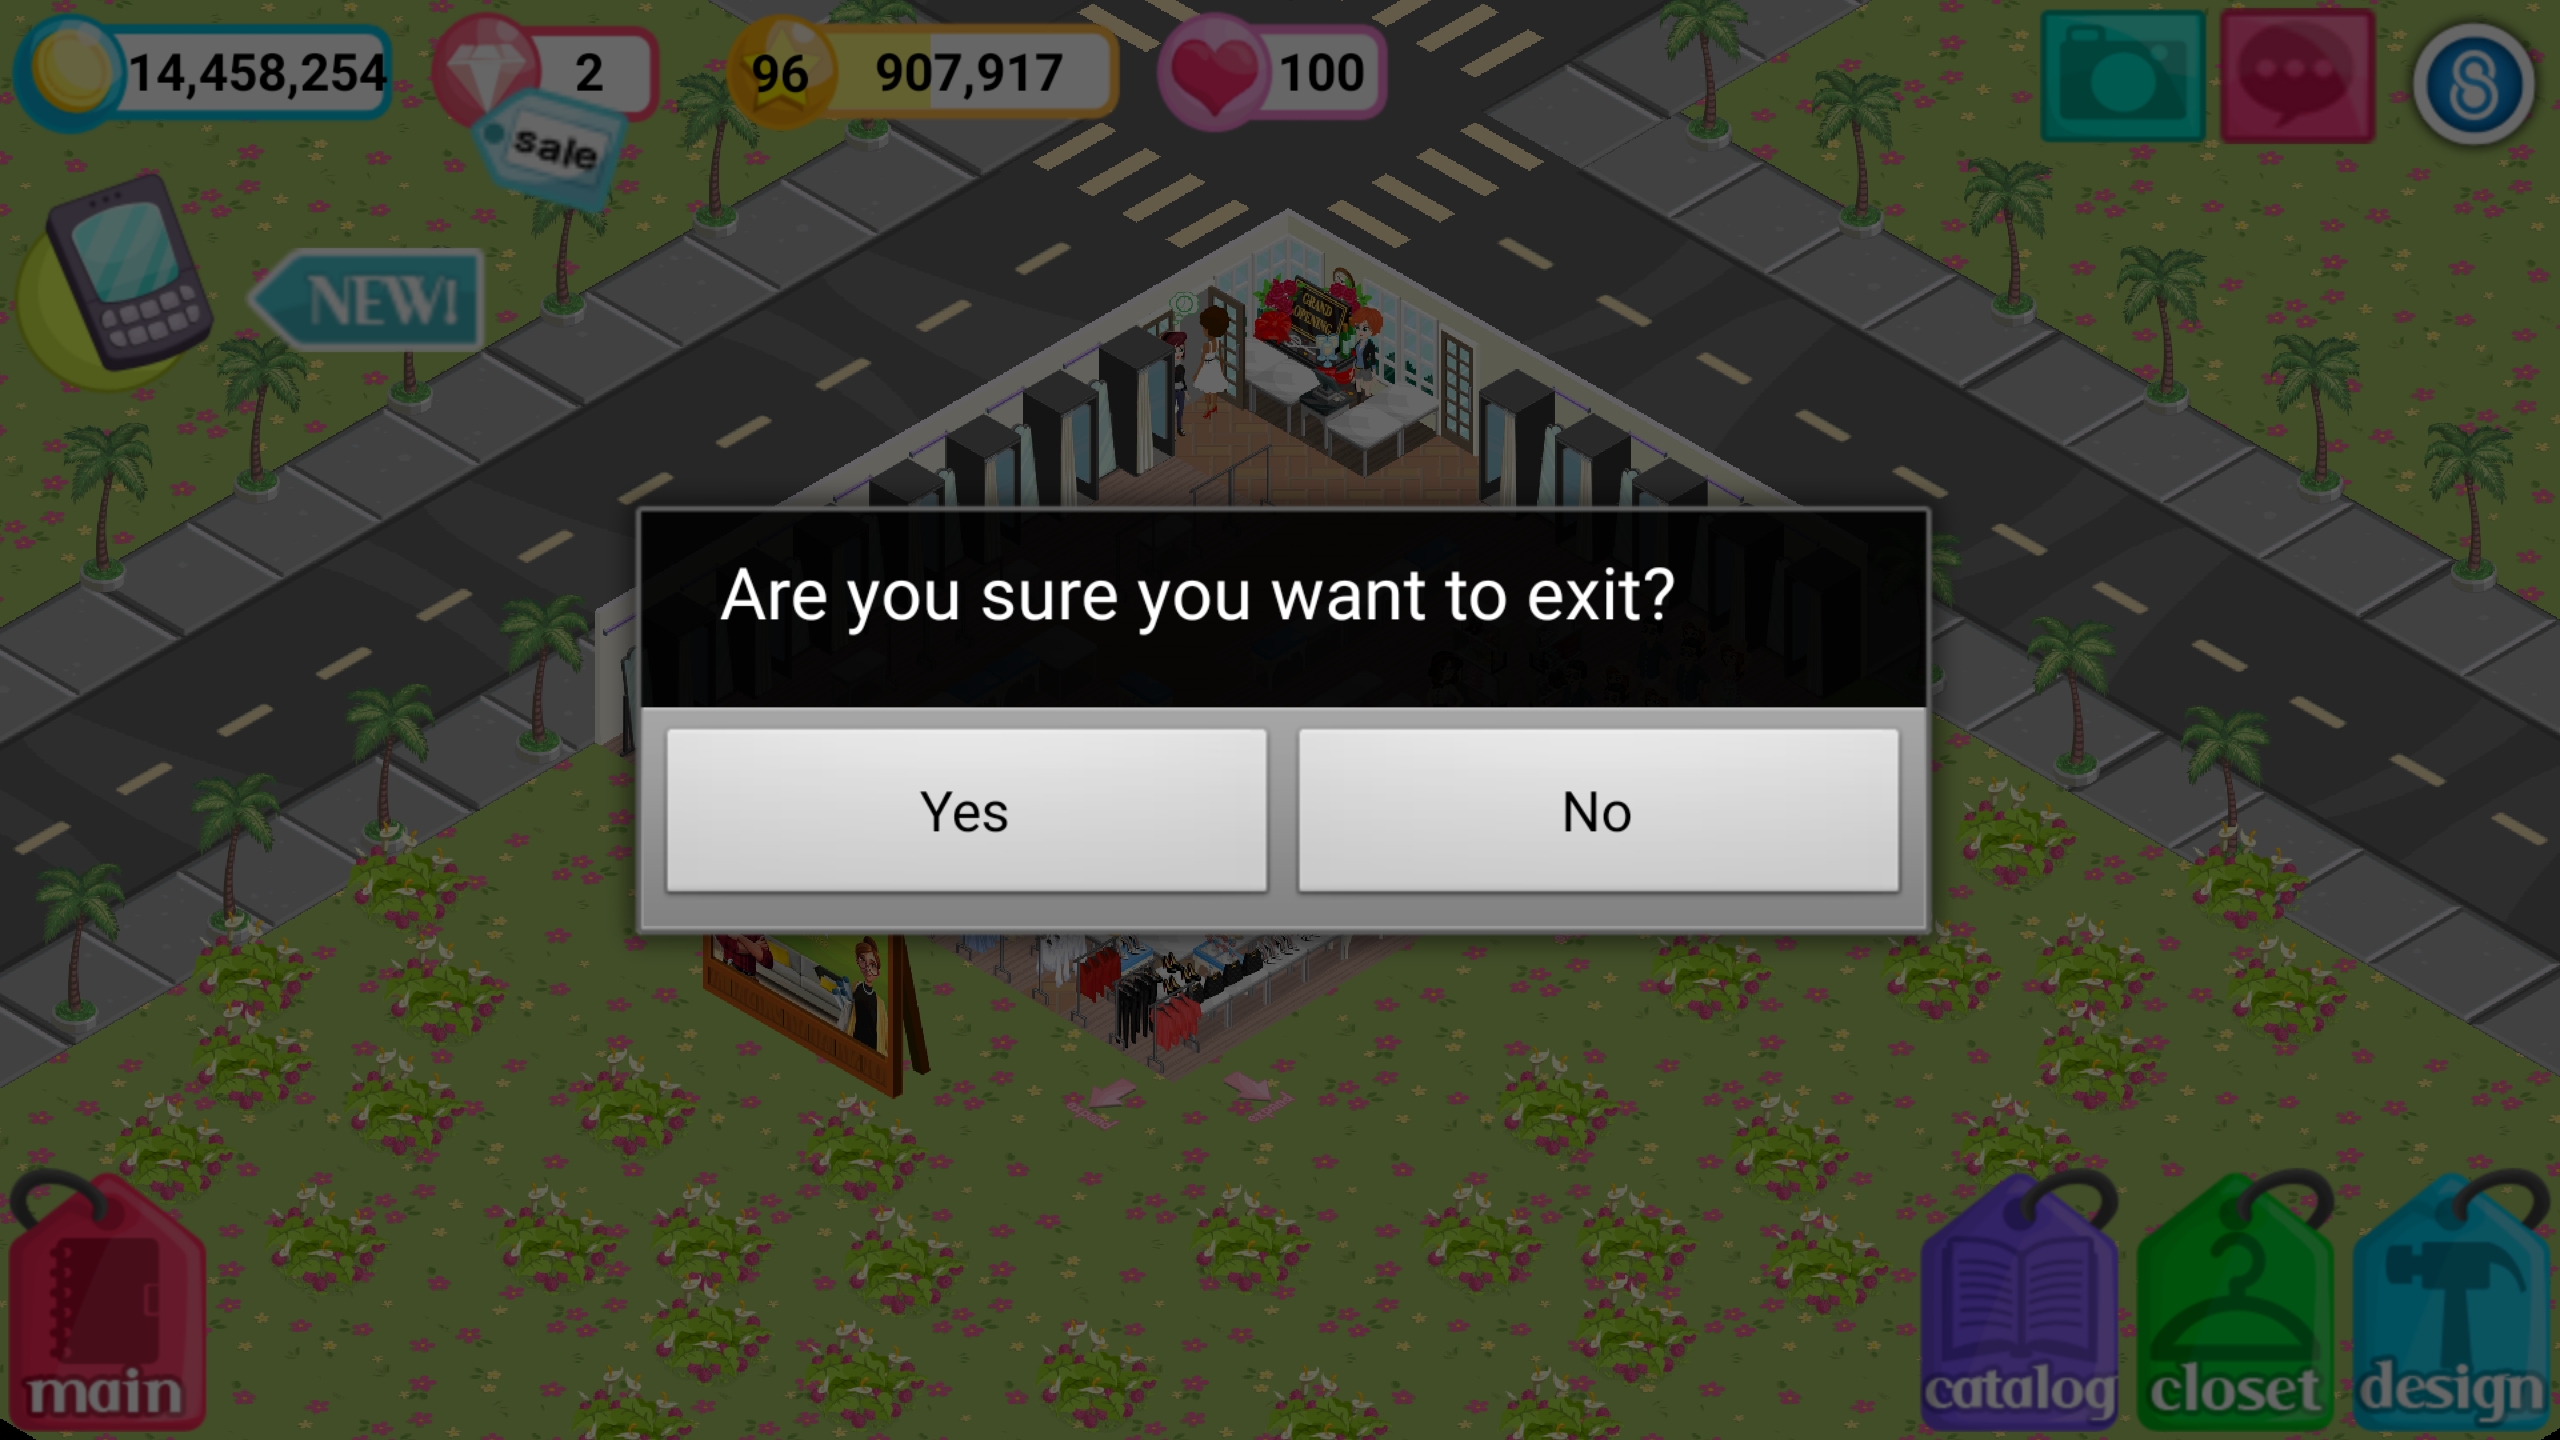 14,458,254
2
96
907,917
100
sale
NEW!
GRAND
OPENING
Are you sure you want to exit?
Yes
No
expand
expand
main
catalog
closet
design